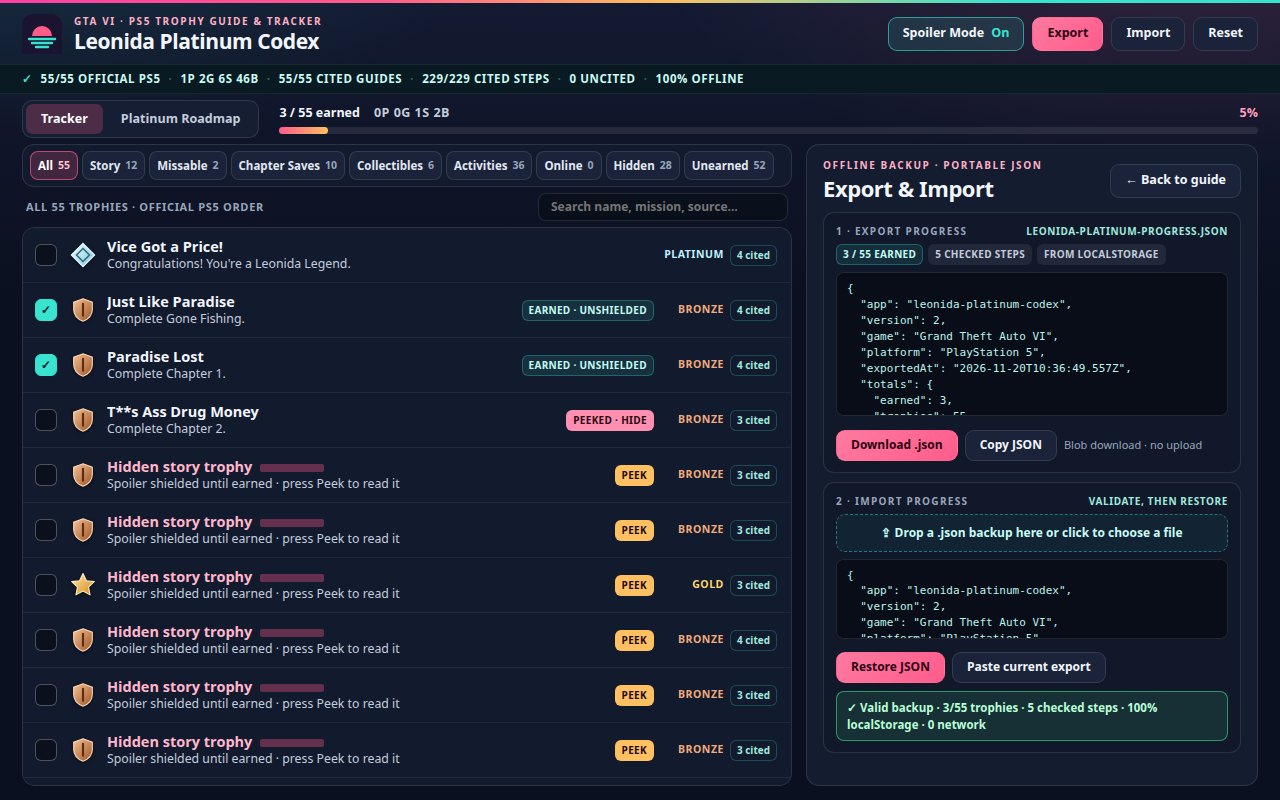 GTA VI · PS5 TROPHY GUIDE & TRACKER
Leonida Platinum Codex
Spoiler Mode On
Export
Import
Reset
✓ 55/55 OFFICIAL PS5 · 1P 2G 6S 46B · 55/55 CITED GUIDES · 229/229 CITED STEPS · 0 UNCITED · 100% OFFLINE
Tracker
Platinum Roadmap
3 / 55 earned 0P 0G 1S 2B
5%
All 55
Story 12
Missable 2
Chapter Saves 10
Collectibles 6
Activities 36
Online 0
Hidden 28
Unearned 52
ALL 55 TROPHIES · OFFICIAL PS5 ORDER
Search name, mission, source...
Vice Got a Price!
Congratulations! You're a Leonida Legend.
PLATINUM
4 cited
✓
Just Like Paradise
Complete Gone Fishing.
EARNED · UNSHIELDED
BRONZE
4 cited
✓
Paradise Lost
Complete Chapter 1.
EARNED · UNSHIELDED
BRONZE
4 cited
T**s Ass Drug Money
Complete Chapter 2.
PEEKED · HIDE
BRONZE
3 cited
Hidden story trophy
Spoiler shielded until earned · press Peek to read it
PEEK
BRONZE
3 cited
Hidden story trophy
Spoiler shielded until earned · press Peek to read it
PEEK
BRONZE
3 cited
Hidden story trophy
Spoiler shielded until earned · press Peek to read it
PEEK
GOLD
3 cited
Hidden story trophy
Spoiler shielded until earned · press Peek to read it
PEEK
BRONZE
4 cited
Hidden story trophy
Spoiler shielded until earned · press Peek to read it
PEEK
BRONZE
3 cited
Hidden story trophy
Spoiler shielded until earned · press Peek to read it
PEEK
BRONZE
3 cited
OFFLINE BACKUP · PORTABLE JSON
Export & Import
← Back to guide
1 · EXPORT PROGRESS
LEONIDA-PLATINUM-PROGRESS.JSON
3 / 55 EARNED
5 CHECKED STEPS
FROM LOCALSTORAGE
{
"app": "leonida-platinum-codex",
"version": 2,
"game": "Grand Theft Auto VI",
"platform": "PlayStation 5",
"exportedAt": "2026-11-20T10:36:49.557Z",
"totals": {
"earned": 3,
"trophies": 55,
Download .json
Copy JSON
Blob download · no upload
2 · IMPORT PROGRESS
VALIDATE, THEN RESTORE
⇪ Drop a .json backup here or click to choose a file
{
"app": "leonida-platinum-codex",
"version": 2,
"game": "Grand Theft Auto VI",
"platform": "PlayStation 5",
Restore JSON
Paste current export
✓ Valid backup · 3/55 trophies · 5 checked steps · 100%
localStorage · 0 network